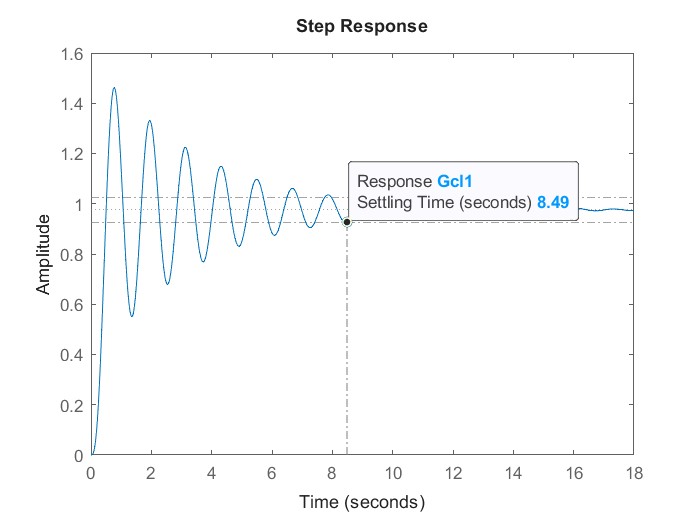 Step Response
1.6
1.4
1.2
1
0.8
0.6
0.4
0.2
0
Amplitude
Response Gcl1
Settling Time (seconds) 8.49
0 2 4 6 8 10 12 14 16 18
Time (seconds)